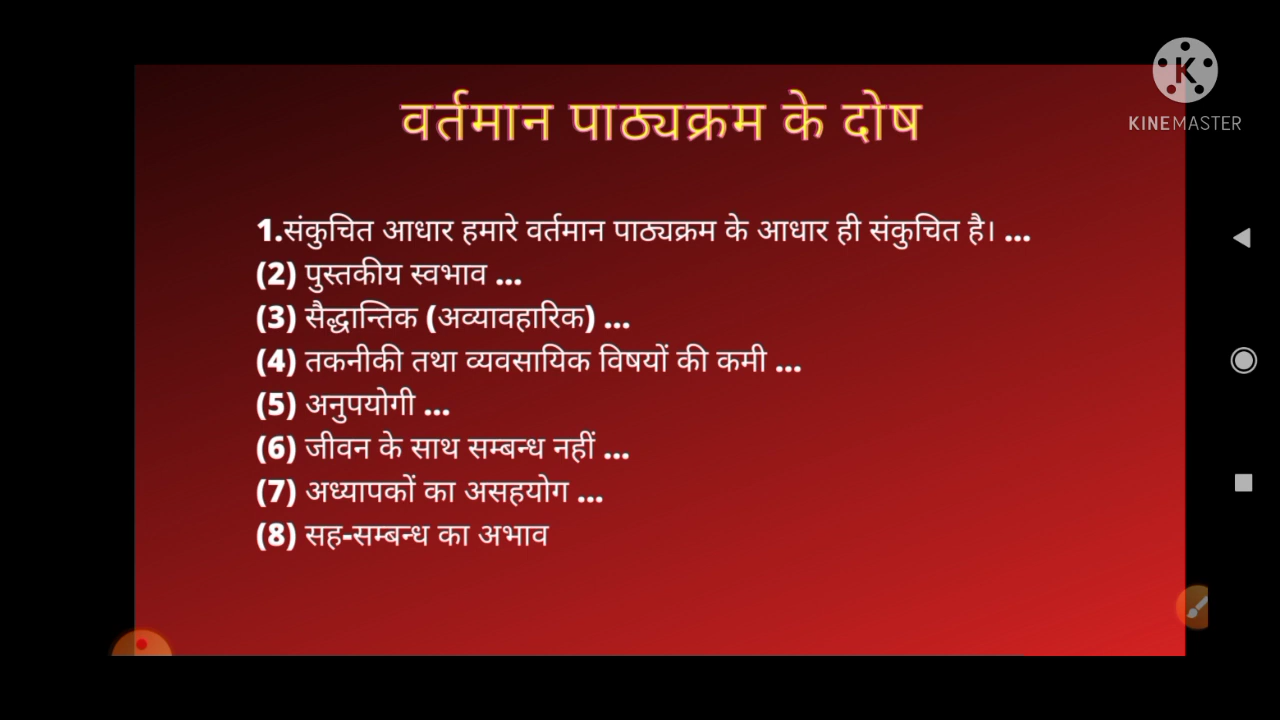 KINEMASTER
वर्तमान पाठ्यक्रम के दोष
1.संकुचित आधार हमारे वर्तमान पाठ्यक्रम के आधार ही संकुचित है। ...
(2) पुस्तकीय स्वभाव ...
(3) सैद्धान्तिक (अव्यावहारिक) ...
(4) तकनीकी तथा व्यवसायिक विषयों की कमी ...
(5) अनुपयोगी ...
(6) जीवन के साथ सम्बन्ध नहीं ...
(7) अध्यापकों का असहयोग ...
(8) सह-सम्बन्ध का अभाव